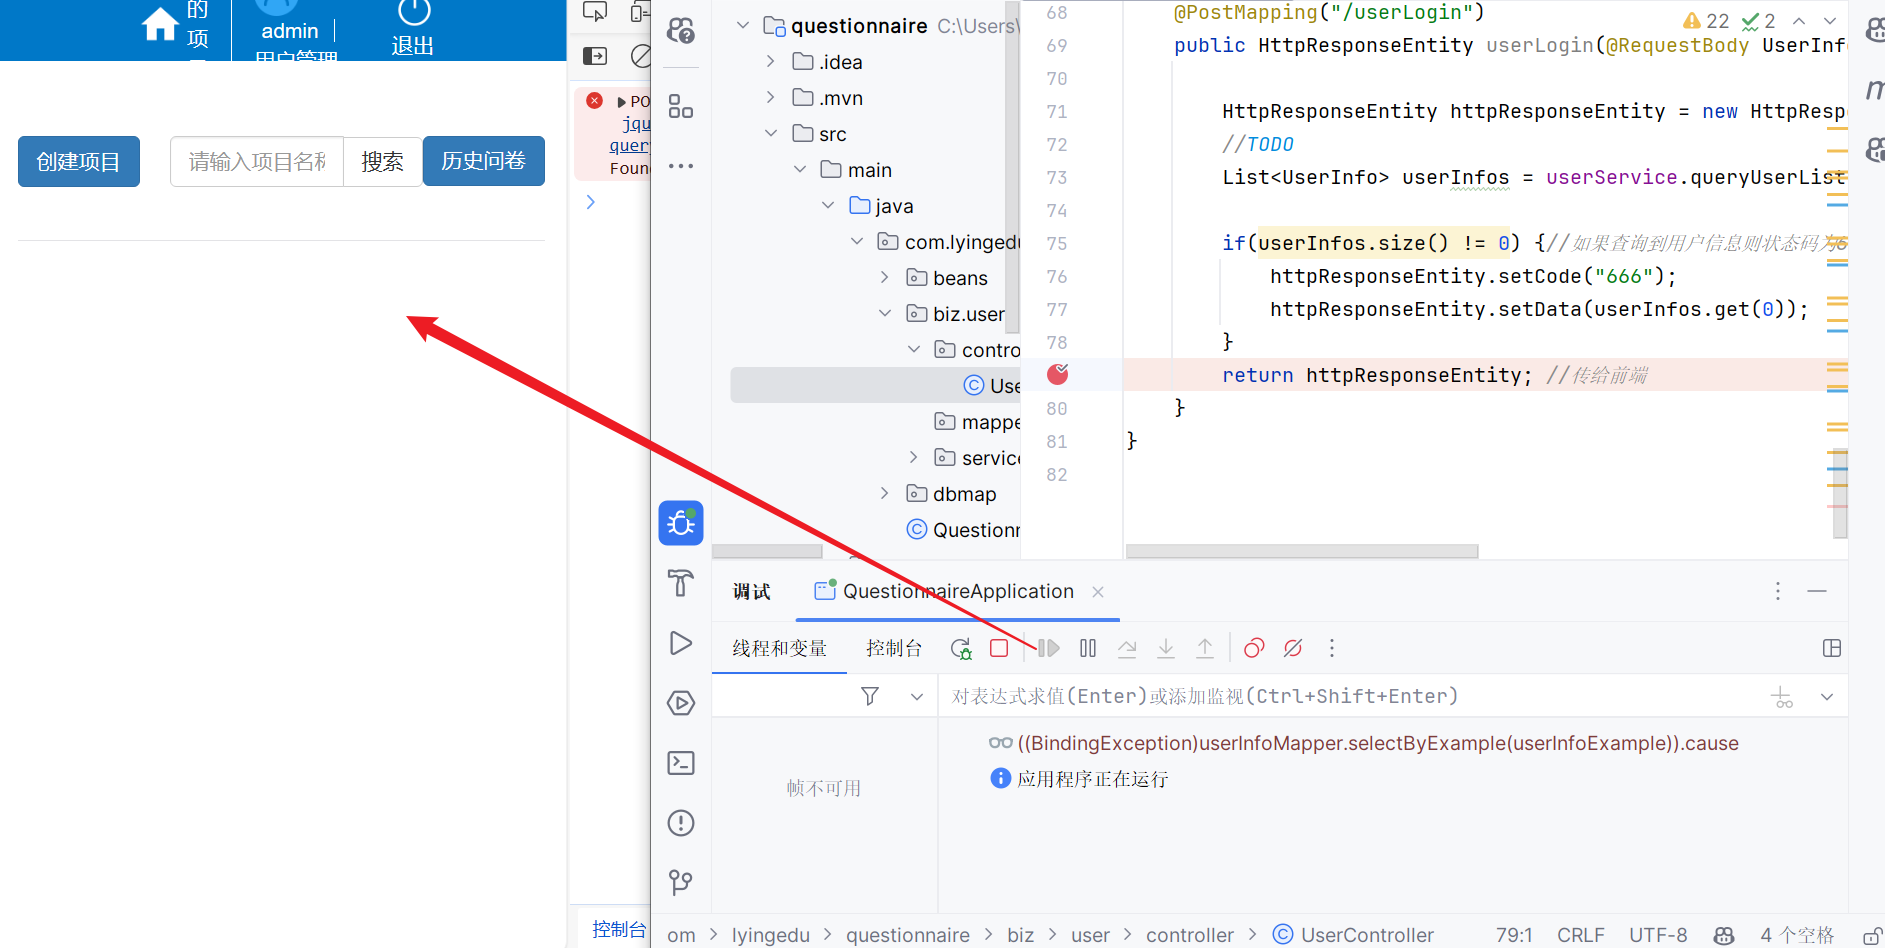 的
项
admin
用户管理
退出
创建项目
请输入项目名称
搜索
历史问卷
▶PO
jqu
quer
Foun
控制台
questionnaire C:\Users\
.idea
.mvn
src
main
java
com.lyingedu
beans
biz.user
contro
Use
mappe
service
dbmap
Questionn
22
2
68 @PostMapping("/userLogin")
69 public HttpResponseEntity userLogin(@RequestBody UserInfo
70
71 HttpResponseEntity httpResponseEntity = new HttpResp
72 //TODO
73 List<UserInfo> userInfos = userService.queryUserList
74
75 if(userInfos.size() != 0) {//如果查询到用户信息则状态码为6
76 httpResponseEntity.setCode("666");
77 httpResponseEntity.setData(userInfos.get(0));
78 }
return httpResponseEntity; //传给前端
80 }
81 }
82
调试 QuestionnaireApplication
线程和变量 控制台
对表达式求值(Enter)或添加监视(Ctrl+Shift+Enter)
((BindingException)userInfoMapper.selectByExample(userInfoExample)).cause
应用程序正在运行
帧不可用
om > lyingedu > questionnaire > biz > user > controller > UserController
79:1 CRLF UTF-8 4 个空格